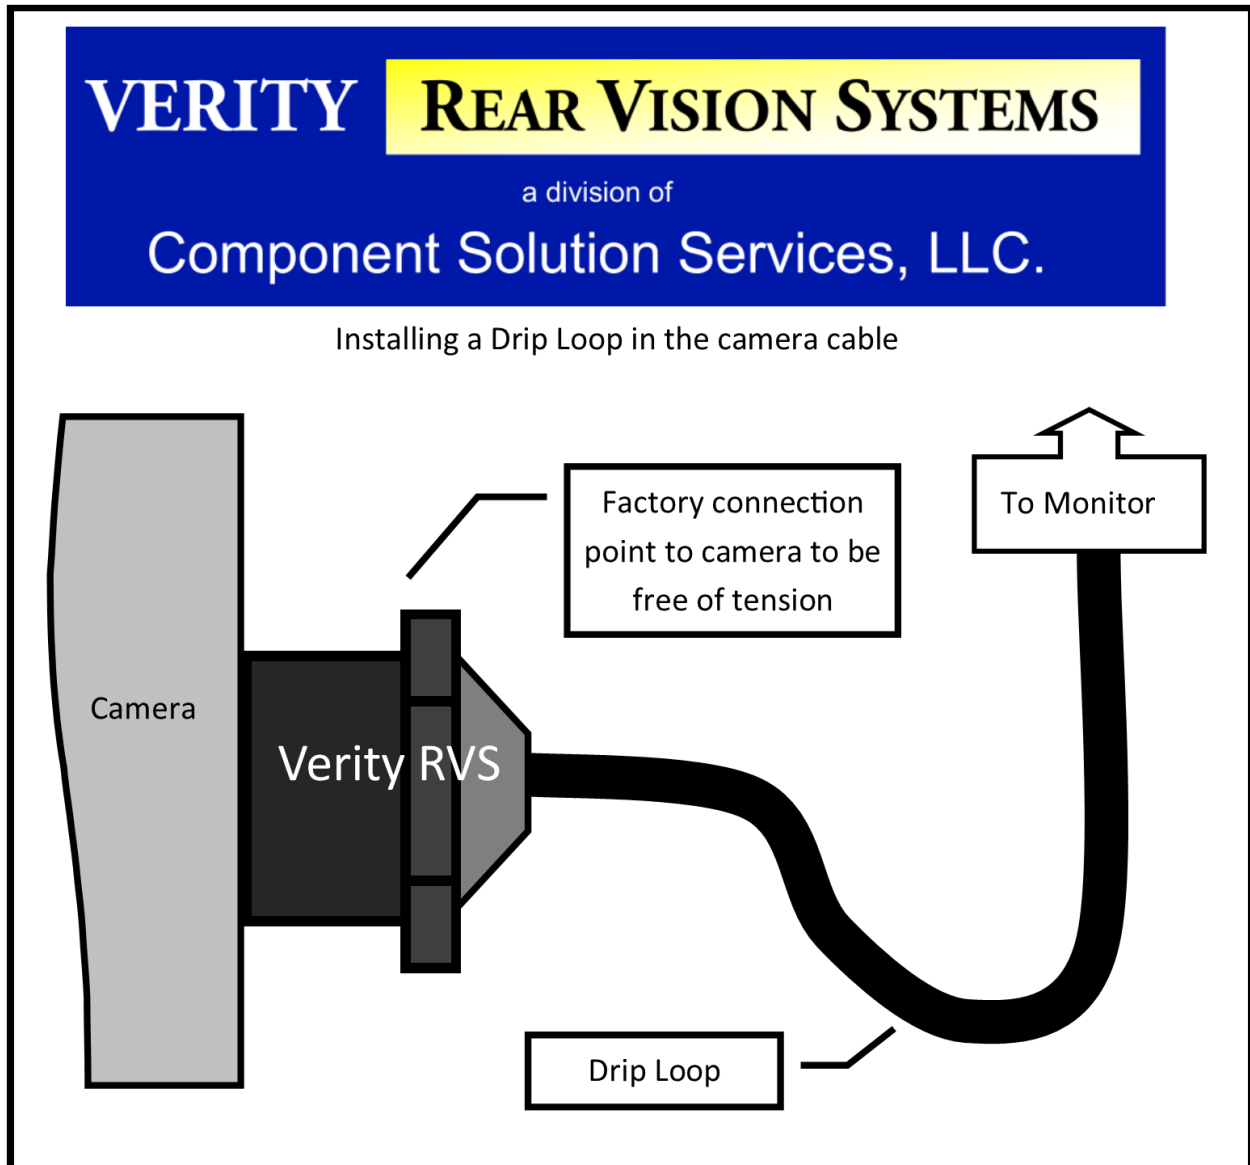 VERITY REAR VISION SYSTEMS
a division of
Component Solution Services, LLC.
Installing a Drip Loop in the camera cable
Factory connection
point to camera to be
free of tension
To Monitor
Camera
Verity RVS
Drip Loop